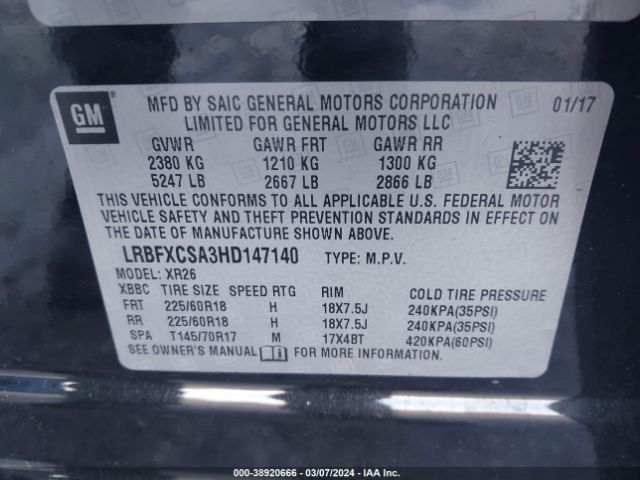 GM
MFD BY SAIC GENERAL MOTORS CORPORATION 01/17
LIMITED FOR GENERAL MOTORS LLC
GVWR GAWR FRT GAWR RR
2380 KG 1210 KG 1300 KG
5247 LB 2667 LB 2866 LB
THIS VEHICLE CONFORMS TO ALL APPLICABLE U.S. FEDERAL MOTOR
VEHICLE SAFETY AND THEFT PREVENTION STANDARDS IN EFFECT ON
THE DATE OF MANUFACTURE SHOWN ABOVE.
LRBFXCSA3HD147140 TYPE: M.P.V.
MODEL: XR26
XBBC TIRE SIZE SPEED RTG RIM COLD TIRE PRESSURE
FRT 225/60R18 H 18X7.5J 240KPA(35PSI)
RR 225/60R18 H 18X7.5J 240KPA(35PSI)
SPA T145/70R17 M 17X4BT 420KPA(60PSI)
SEE OWNER'S MANUAL FOR MORE INFORMATION
000-38920666 - 03/07/2024 - IAA Inc.